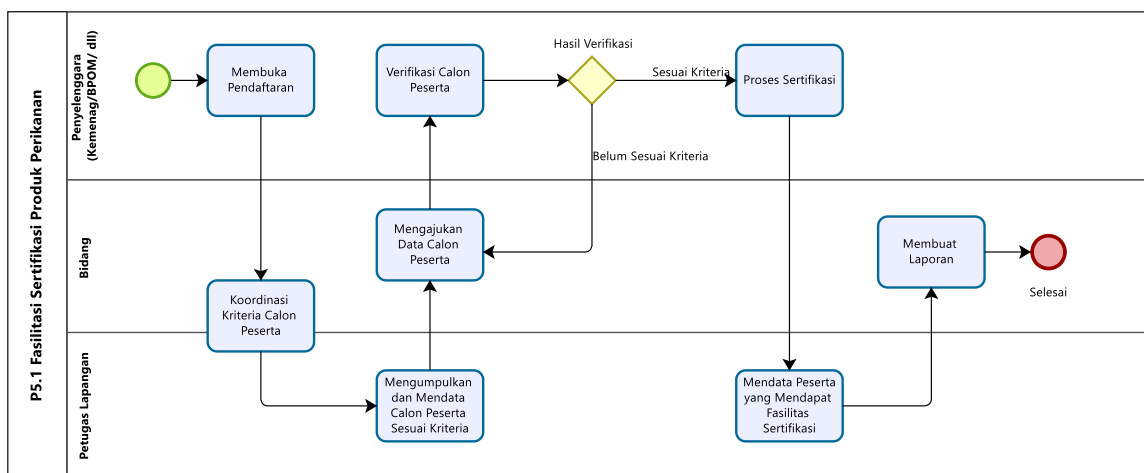 P5.1 Fasilitasi Sertifikasi Produk Perikanan
Penyelenggara
(Kemenag/BPOM/ dll)
Membuka
Pendaftaran
Verifikasi Calon
Peserta
Hasil Verifikasi
Sesuai Kriteria
Proses Sertifikasi
Belum Sesuai Kriteria
Bidang
Koordinasi
Kriteria Calon
Peserta
Mengajukan
Data Calon
Peserta
Membuat
Laporan
Selesai
Petugas Lapangan
Mengumpulkan
dan Mendata
Calon Peserta
Sesuai Kriteria
Mendata Peserta
yang Mendapat
Fasilitas
Sertifikasi